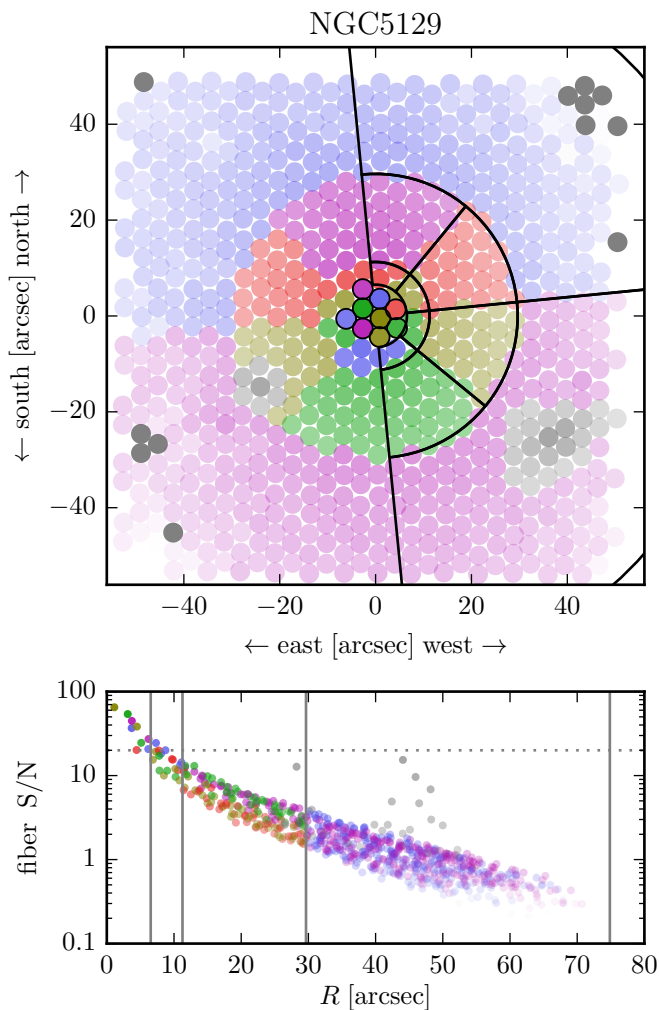 NGC5129
← south [arcsec] north →
40
20
0
−20
−40
−40 −20 0 20 40
← east [arcsec] west →
fiber S/N
100
10
1
0.1
0 10 20 30 40 50 60 70 80
R [arcsec]